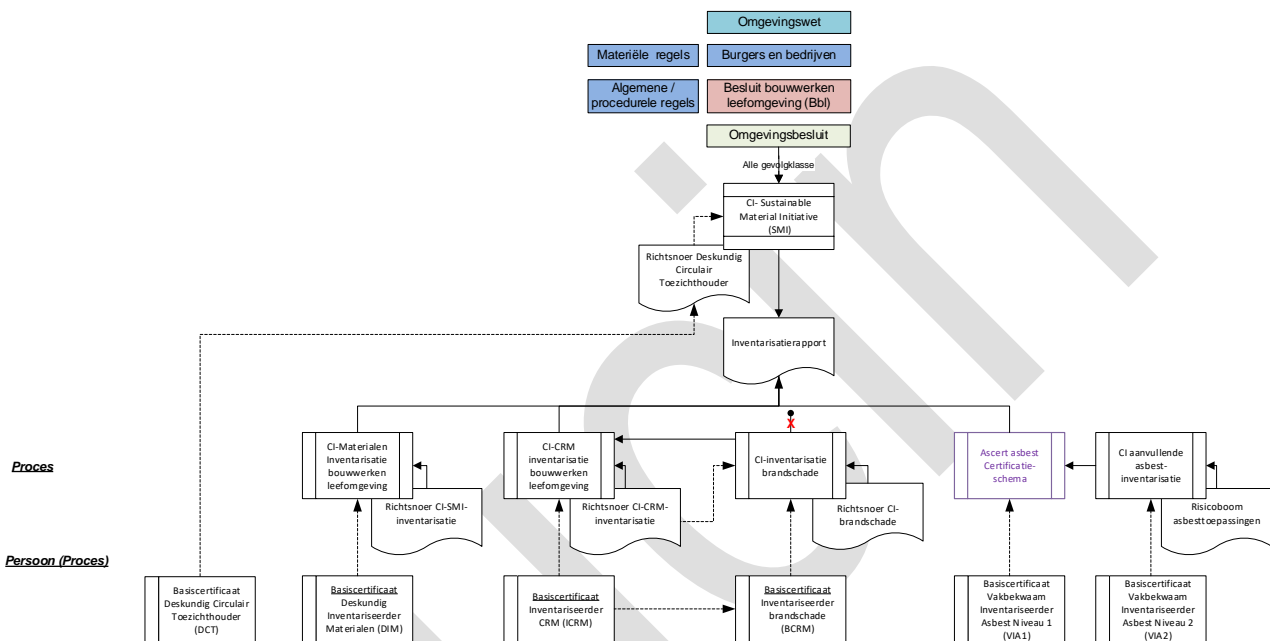 Omgevingswet
Materiële regels
Burgers en bedrijven
Algemene /
procedurele regels
Besluit bouwwerken
leefomgeving (Bbl)
Omgevingsbesluit
Alle gevolgklasse
CI- Sustainable
Material Initiative
(SMI)
Richtsnoer Deskundig
Circulair
Toezichthouder
Inventarisatierapport
Proces
CI-Materialen
Inventarisatie
bouwwerken
leefomgeving
CI-CRM
inventarisatie
bouwwerken
leefomgeving
X
CI-inventarisatie
brandschade
Ascert asbest
Certificatie-
schema
CI aanvullende
asbest-
inventarisatie
Richtsnoer CI-SMI-
inventarisatie
Richtsnoer CI-CRM-
inventarisatie
Richtsnoer CI-
brandschade
Risicoboom
asbesttoepassingen
Persoon (Proces)
Basiscertificaat
Deskundig Circulair
Toezichthouder
(DCT)
Basiscertificaat
Deskundig
Inventariseerder
Materialen (DIM)
Basiscertificaat
Inventariseerder
CRM (ICRM)
Basiscertificaat
Inventariseerder
brandschade
(BCRM)
Basiscertificaat
Vakbekwaam
Inventariseerder
Asbest Niveau 1
(VIA1)
Basiscertificaat
Vakbekwaam
Inventariseerder
Asbest Niveau 2
(VIA2)